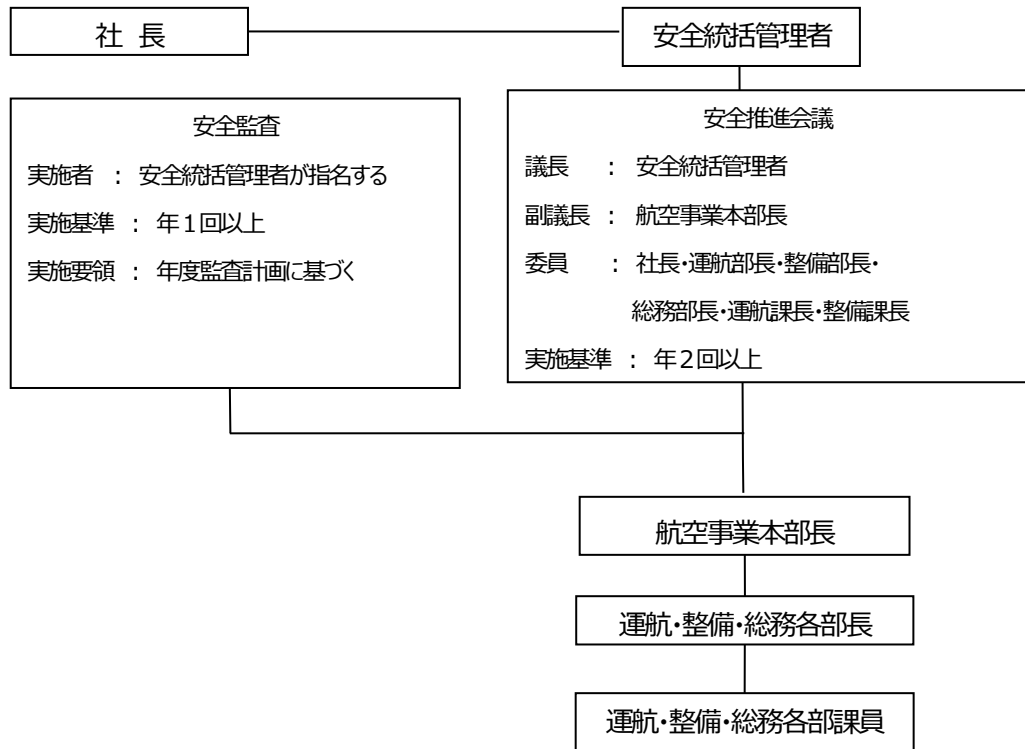 社 長
安全統括管理者
安全監査
実施者 : 安全統括管理者が指名する
実施基準 : 年1回以上
実施要領 : 年度監査計画に基づく
安全推進会議
議長 : 安全統括管理者
副議長 : 航空事業本部長
委員 : 社長・運航部長・整備部長・
総務部長・運航課長・整備課長
実施基準 : 年2回以上
航空事業本部長
運航・整備・総務各部長
運航・整備・総務各部課員